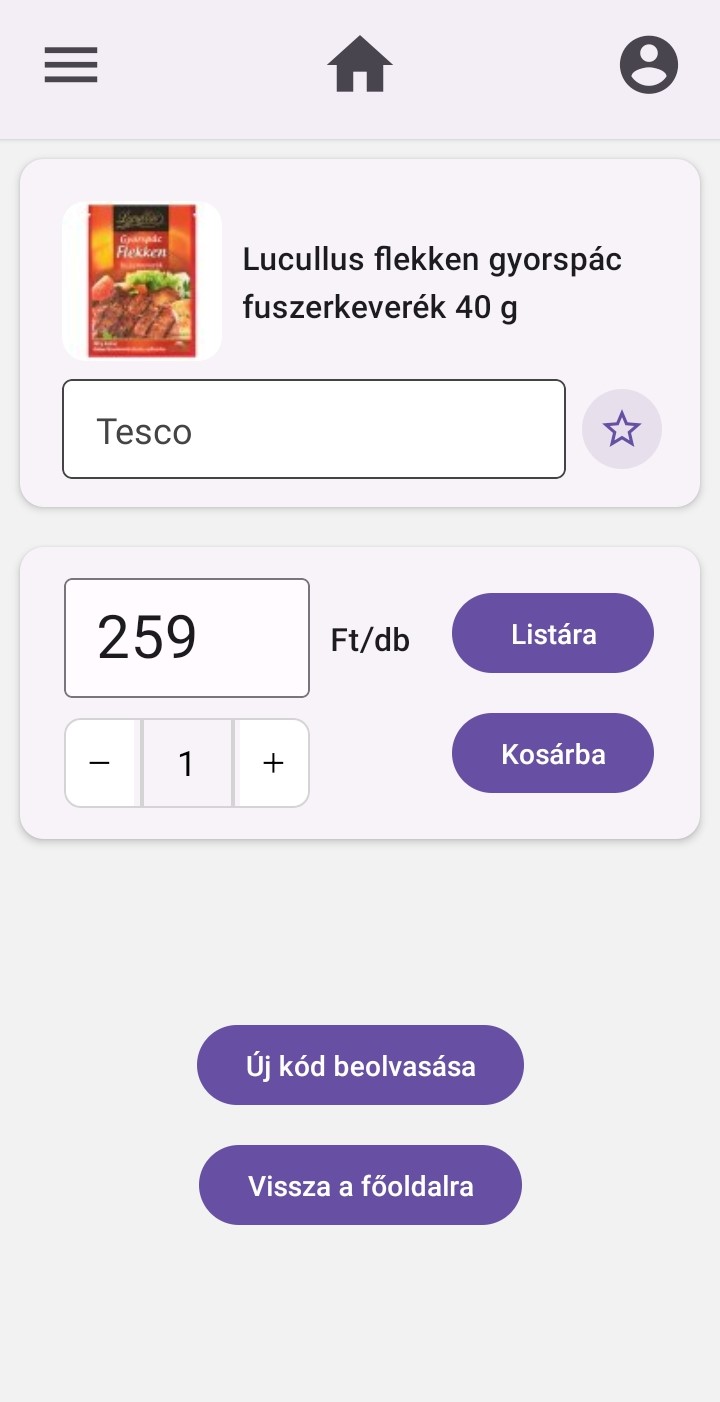 Gyorspác
Flekken
Lucullus flekken gyorspác
fuszerkeverék 40 g
Tesco
259
Ft/db
Listára
− 1 +
Kosárba
Új kód beolvasása
Vissza a főoldalra